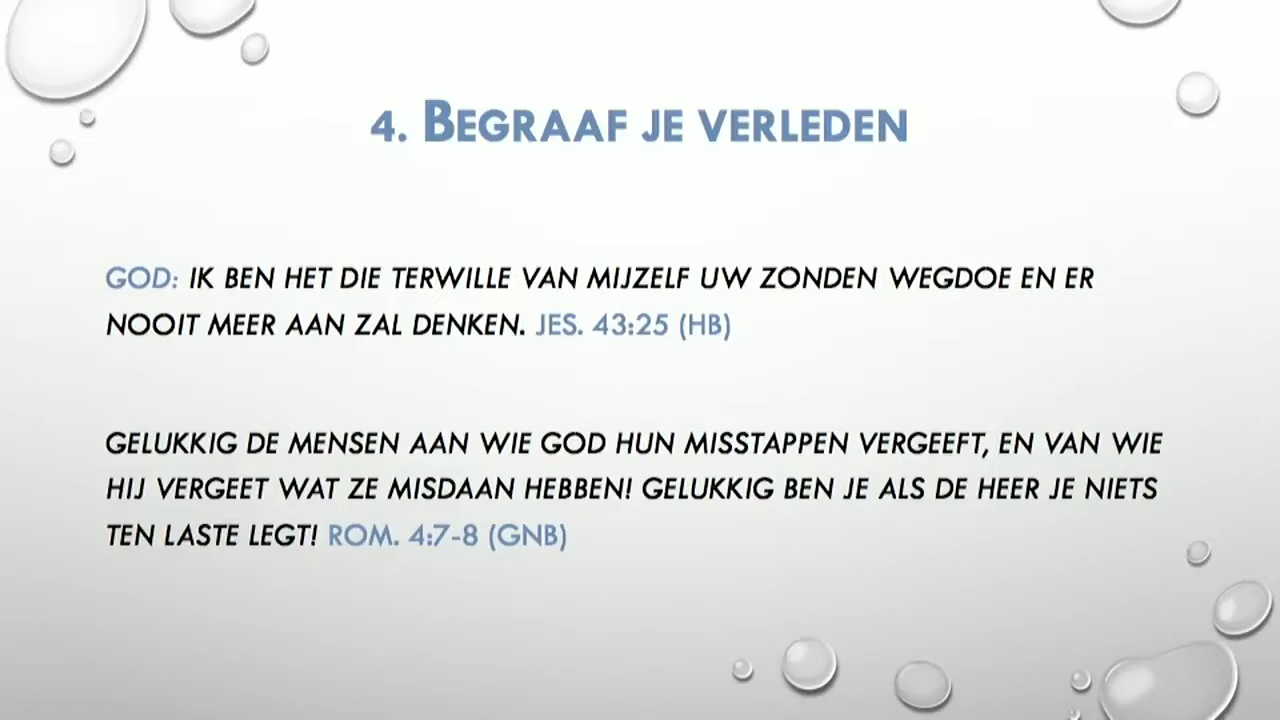 4. BEGRAAF JE VERLEDEN
GOD: IK BEN HET DIE TERWILLE VAN MIJZELF UW ZONDEN WEGDOE EN ER
NOOIT MEER AAN ZAL DENKEN. JES. 43:25 (HB)
GELUKKIG DE MENSEN AAN WIE GOD HUN MISSTAPPEN VERGEEFT, EN VAN WIE
HIJ VERGEET WAT ZE MISDAAN HEBBEN! GELUKKIG BEN JE ALS DE HEER JE NIETS
TEN LASTE LEGT! ROM. 4:7-8 (GNB)